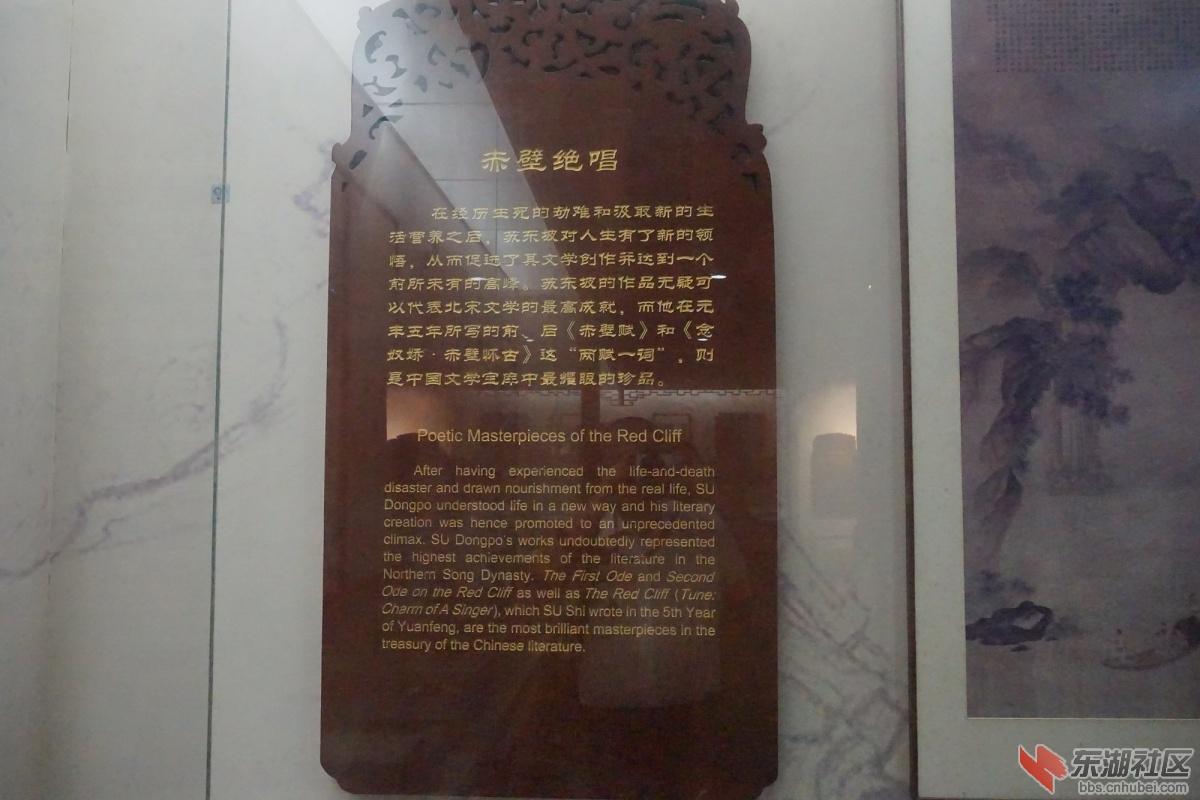 赤壁绝唱
在经历生死的劫难和汲取新的生
活营养之后，苏东坡对人生有了新的领
悟，从而促进了其文学创作并达到一个
前所未有的高峰。苏东坡的作品无疑可
以代表北宋文学的最高成就，而他在元
丰五年所写的前、后《赤壁赋》和《念
奴娇·赤壁怀古》这“两赋一词”，则
是中国文学宝库中最耀眼的珍品。
Poetic Masterpieces of the Red Cliff
After having experienced the life-and-death
disaster and drawn nourishment from the real life, SU
Dongpo understood life in a new way and his literary
creation was hence promoted to an unprecedented
climax. SU Dongpo's works undoubtedly represented
the highest achievements of the literature in the
Northern Song Dynasty. The First Ode and Second
Ode on the Red Cliff as well as The Red Cliff (Tune:
Charm of A Singer), which SU Shi wrote in the 5th Year
of Yuanfeng, are the most brilliant masterpieces in the
treasury of the Chinese literature.
东湖社区
bbs.cnhubei.com